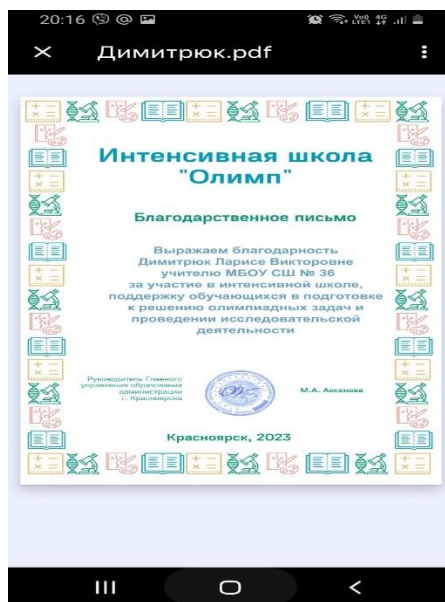 20:16
Димитрюк.pdf
Интенсивная школа
"Олимп"
Благодарственное письмо
Выражаем благодарность
Димитрюк Ларисе Викторовне
учителю МБОУ СШ № 36
за участие в интенсивной школе,
поддержку обучающихся в подготовке
к решению олимпиадных задач и
проведении исследовательской
деятельности
Руководитель Главного
управления образования
администрации
г. Красноярска
М.А. Аксенова
Красноярск, 2023